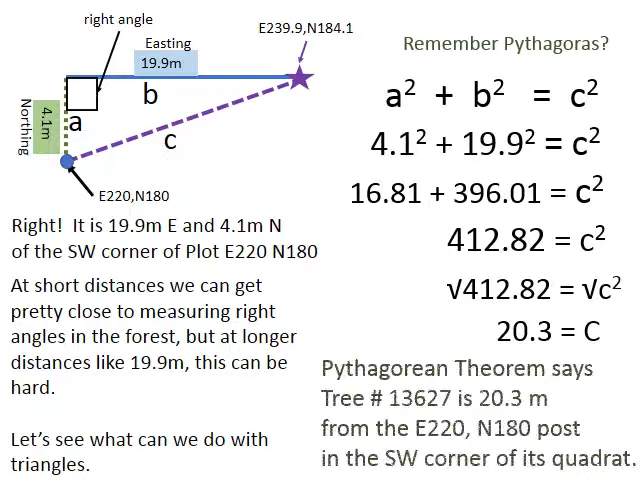 right angle
Easting
19.9m
E239.9,N184.1
b
a
c
4.1m
Northing
E220,N180
Right!  It is 19.9m E and 4.1m N
of the SW corner of Plot E220 N180
At short distances we can get
pretty close to measuring right
angles in the forest, but at longer
distances like 19.9m, this can be
hard.
Let’s see what can we do with
triangles.
Remember Pythagoras?
a² + b² = c²
4.1² + 19.9² = c²
16.81 + 396.01 = c²
412.82 = c²
√412.82 = √c²
20.3 = C
Pythagorean Theorem says
Tree # 13627 is 20.3 m
from the E220, N180 post
in the SW corner of its quadrat.